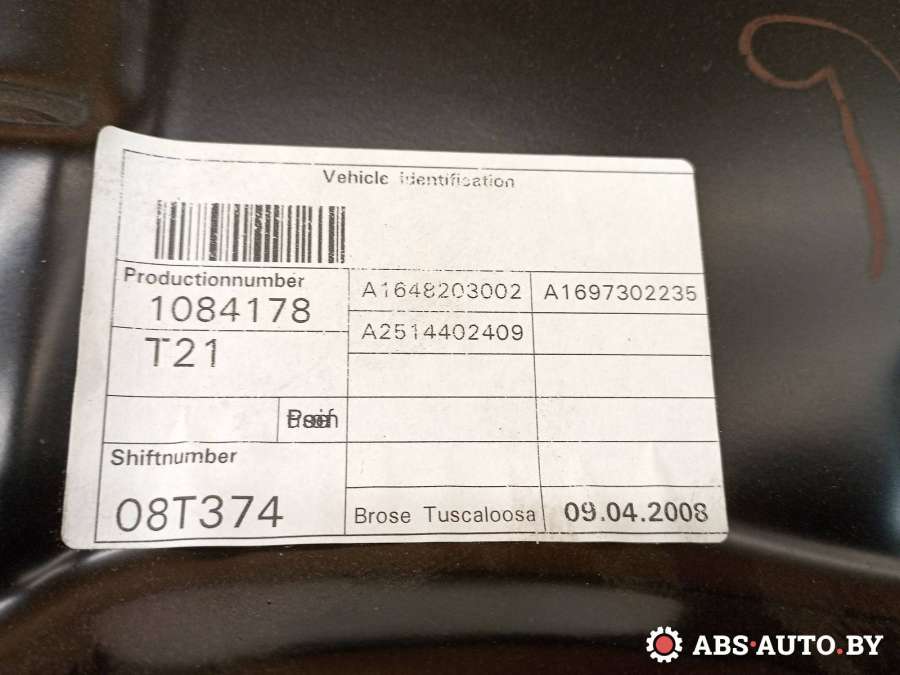 Vehicle identification
Productionnumber
1084178
A1648203002
A1697302235
T21
A2514402409
Shiftnumber
08T374
Brose Tuscaloosa
09.04.2008
ABS-AUTO.BY